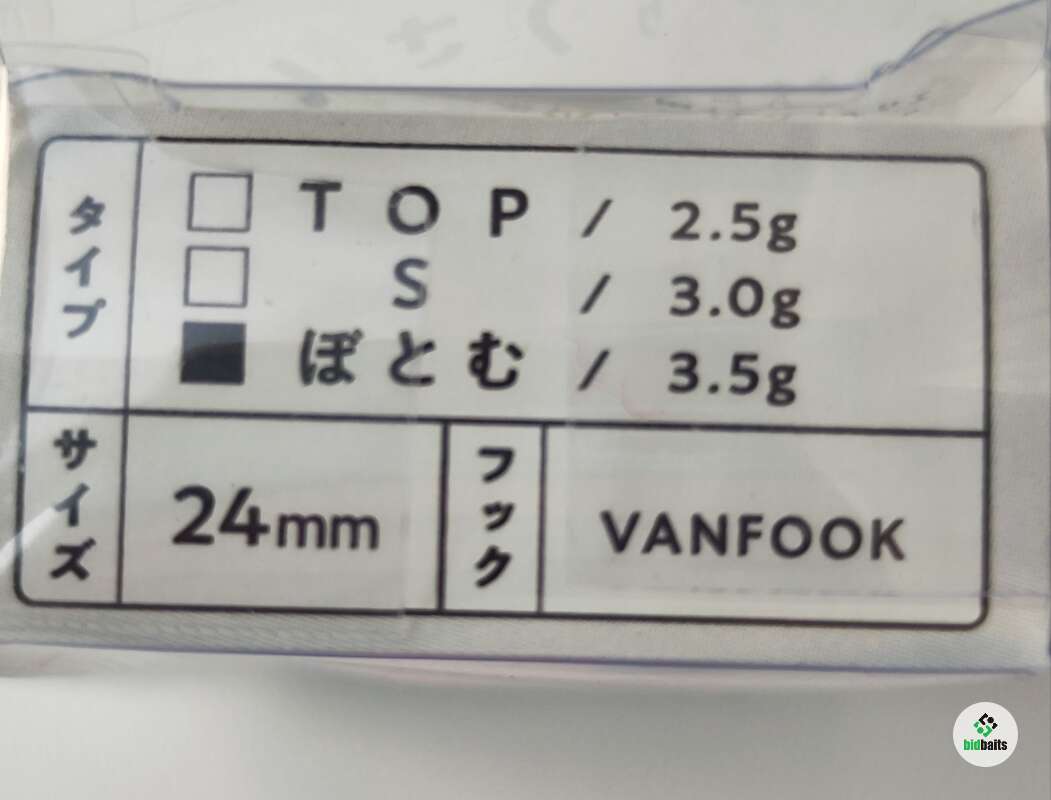 タイプ
□ TOP / 2.5g
□ S / 3.0g
■ ぼとむ / 3.5g
サイズ
24mm
フック
VANFOOK
bidbaits